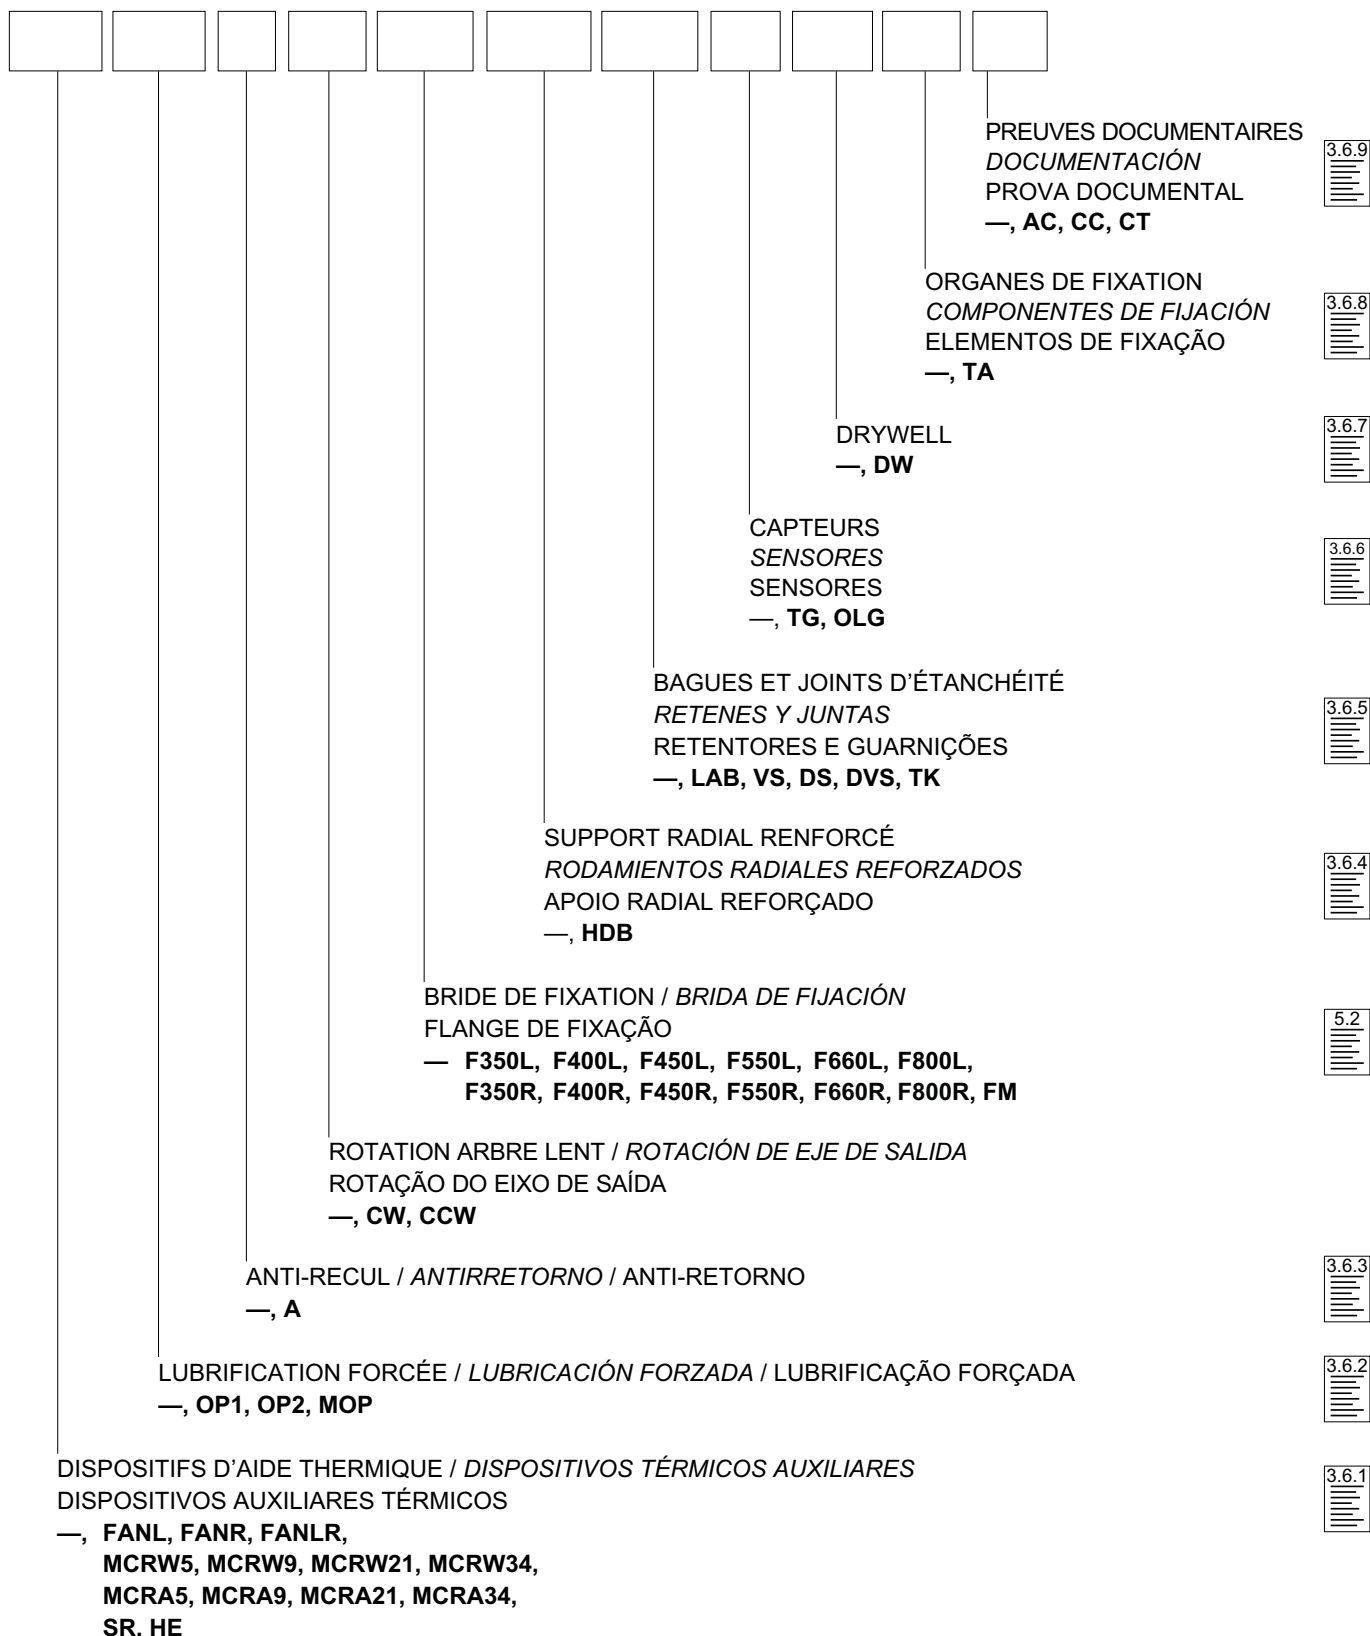 PREUVES DOCUMENTAIRES
DOCUMENTACIÓN
PROVA DOCUMENTAL
—, AC, CC, CT
3.6.9
ORGANES DE FIXATION
COMPONENTES DE FIJACIÓN
ELEMENTOS DE FIXAÇÃO
—, TA
3.6.8
DRYWELL
—, DW
3.6.7
CAPTEURS
SENSORES
SENSORES
—, TG, OLG
3.6.6
BAGUES ET JOINTS D’ÉTANCHÉITÉ
RETENES Y JUNTAS
RETENTORES E GUARNIÇÕES
—, LAB, VS, DS, DVS, TK
3.6.5
SUPPORT RADIAL RENFORCÉ
RODAMIENTOS RADIALES REFORZADOS
APOIO RADIAL REFORÇADO
—, HDB
3.6.4
BRIDE DE FIXATION / BRIDA DE FIJACIÓN
FLANGE DE FIXAÇÃO
— F350L, F400L, F450L, F550L, F660L, F800L,
F350R, F400R, F450R, F550R, F660R, F800R, FM
5.2
ROTATION ARBRE LENT / ROTACIÓN DE EJE DE SALIDA
ROTAÇÃO DO EIXO DE SAÍDA
—, CW, CCW
ANTI-RECUL / ANTIRRETORNO / ANTI-RETORNO
—, A
3.6.3
LUBRIFICATION FORCÉE / LUBRICACIÓN FORZADA / LUBRIFICAÇÃO FORÇADA
—, OP1, OP2, MOP
3.6.2
DISPOSITIFS D’AIDE THERMIQUE / DISPOSITIVOS TÉRMICOS AUXILIARES
DISPOSITIVOS AUXILIARES TÉRMICOS
—, FANL, FANR, FANLR,
MCRW5, MCRW9, MCRW21, MCRW34,
MCRA5, MCRA9, MCRA21, MCRA34,
SR, HE
3.6.1